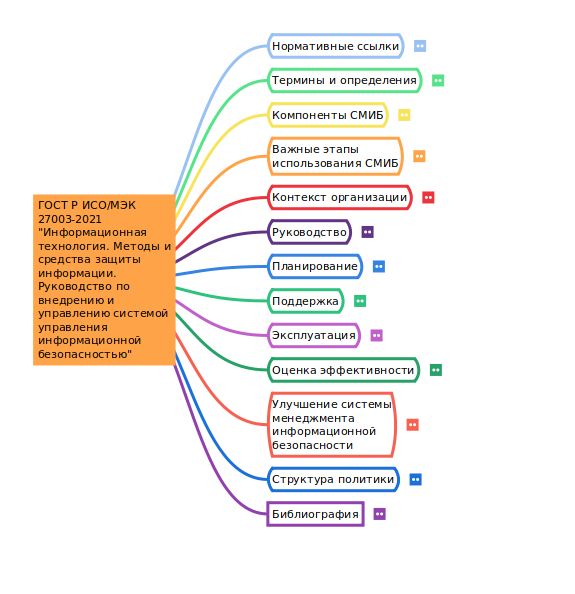 ГОСТ Р ИСО/МЭК
27003-2021
"Информационная
технология. Методы и
средства защиты
информации.
Руководство по
внедрению и
управлению системой
управления
информационной
безопасностью"
Нормативные ссылки
Термины и определения
Компоненты СМИБ
Важные этапы
использования СМИБ
Контекст организации
Руководство
Планирование
Поддержка
Эксплуатация
Оценка эффективности
Улучшение системы
менеджмента
информационной
безопасности
Структура политики
Библиография